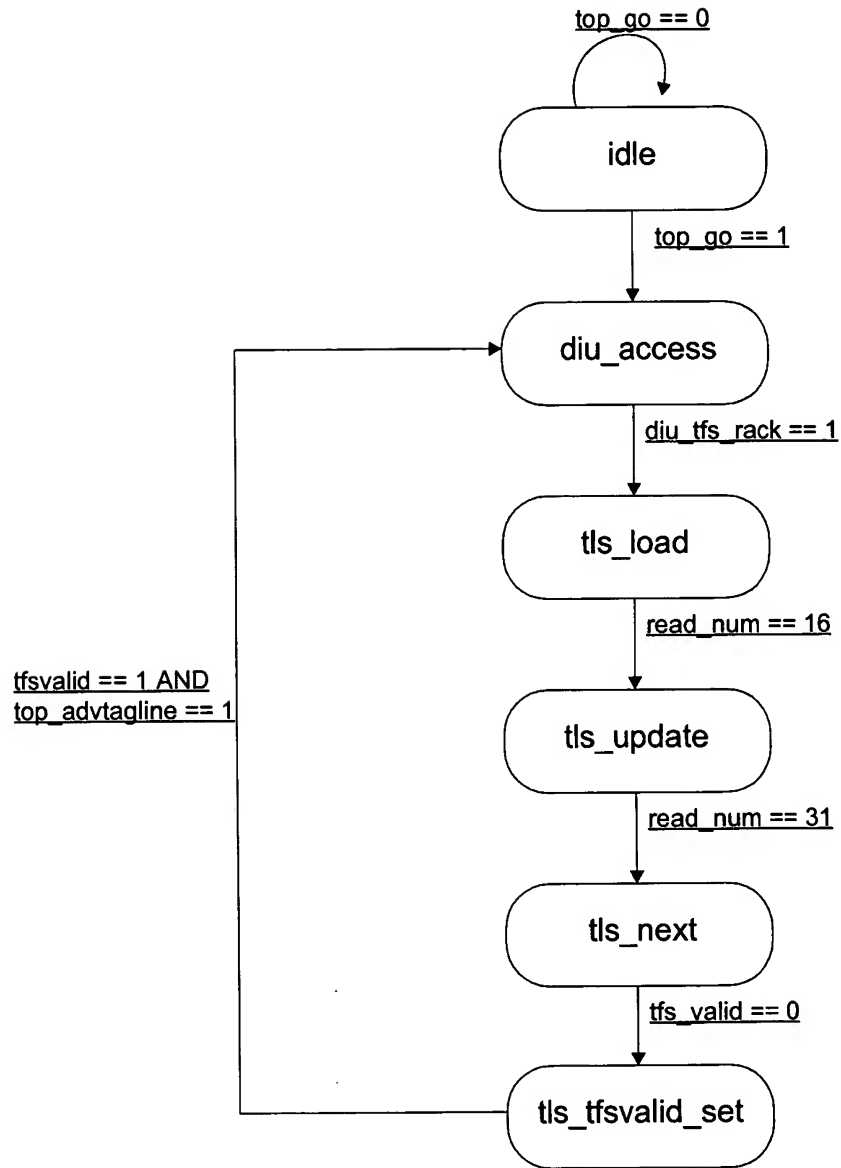 top_go == 0
idle
top_go == 1
diu_access
diu_tfs_rack == 1
tls_load
read_num == 16
tfsvalid == 1 AND
top_advtagline == 1
tls_update
read_num == 31
tls_next
tfs_valid == 0
tls_tfsvalid_set